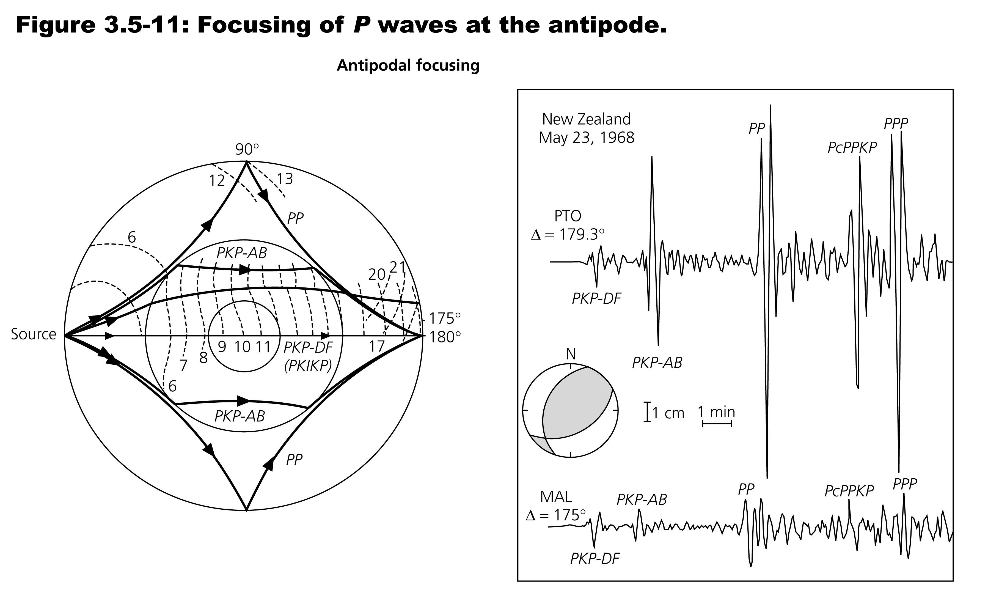 Figure 3.5-11: Focusing of P waves at the antipode.
Antipodal focusing
90°
12
13
PP
6
PKP-AB
20
21
175°
Source
180°
9
10
11
PKP-DF
(PKIKP)
17
8
7
6
PKP-AB
PP
New Zealand
May 23, 1968
PP
PPP
PcPPKP
PTO
Δ = 179.3°
PKP-DF
PKP-AB
N
1 cm
1 min
MAL
Δ = 175°
PKP-AB
PP
PcPPKP
PPP
PKP-DF